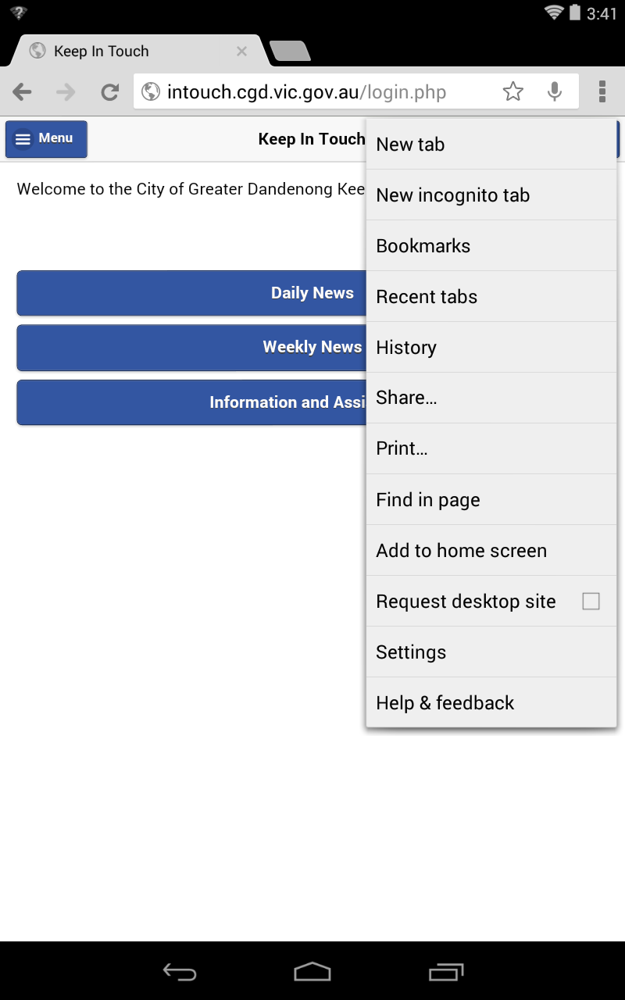 3:41
Keep In Touch
intouch.cgd.vic.gov.au/login.php
Menu
Keep In Touch
Welcome to the City of Greater Dandenong
Daily News
Weekly News
Information and
New tab
New incognito tab
Bookmarks
Recent tabs
History
Share...
Print...
Find in page
Add to home screen
Request desktop site
Settings
Help & feedback